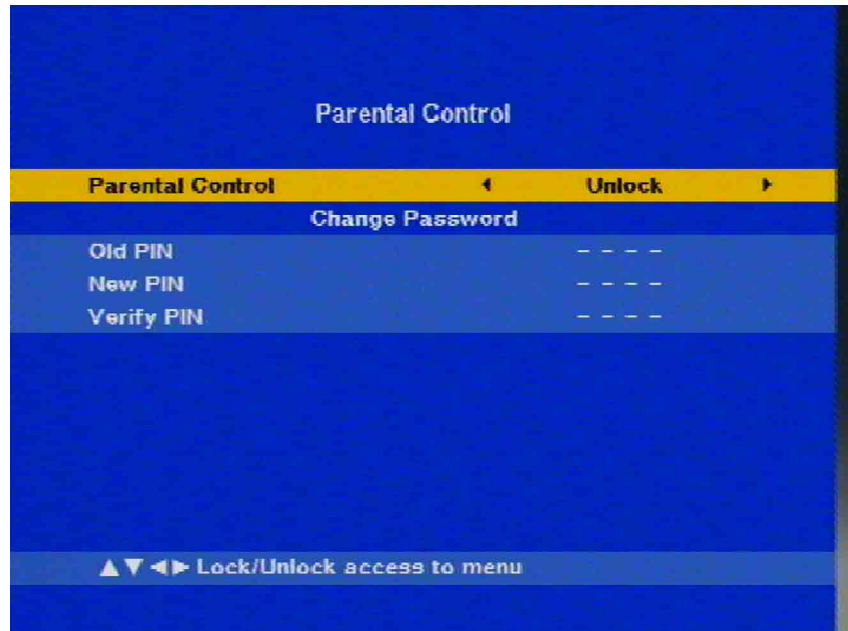 Parental Control
Parental Control ◀ Unlock ▶
Change Password
Old PIN – – – –
New PIN – – – –
Verify PIN – – – –
▲▼◀▶ Lock/Unlock access to menu